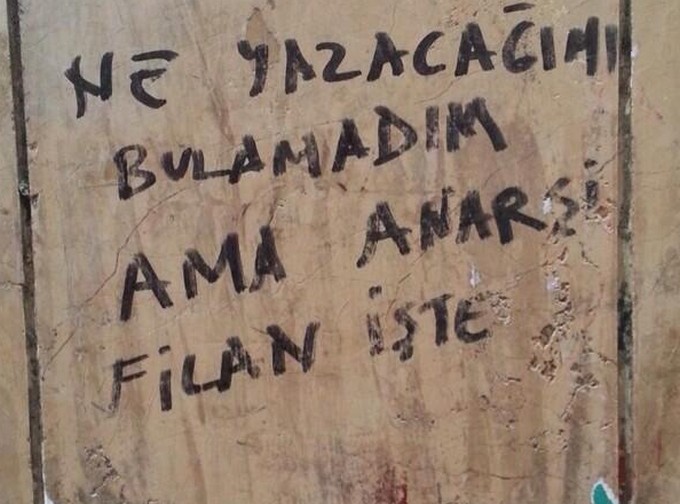 NE YAZACAĞIMI
BULAMADIM
AMA ANARŞİ
FİLAN İŞTE